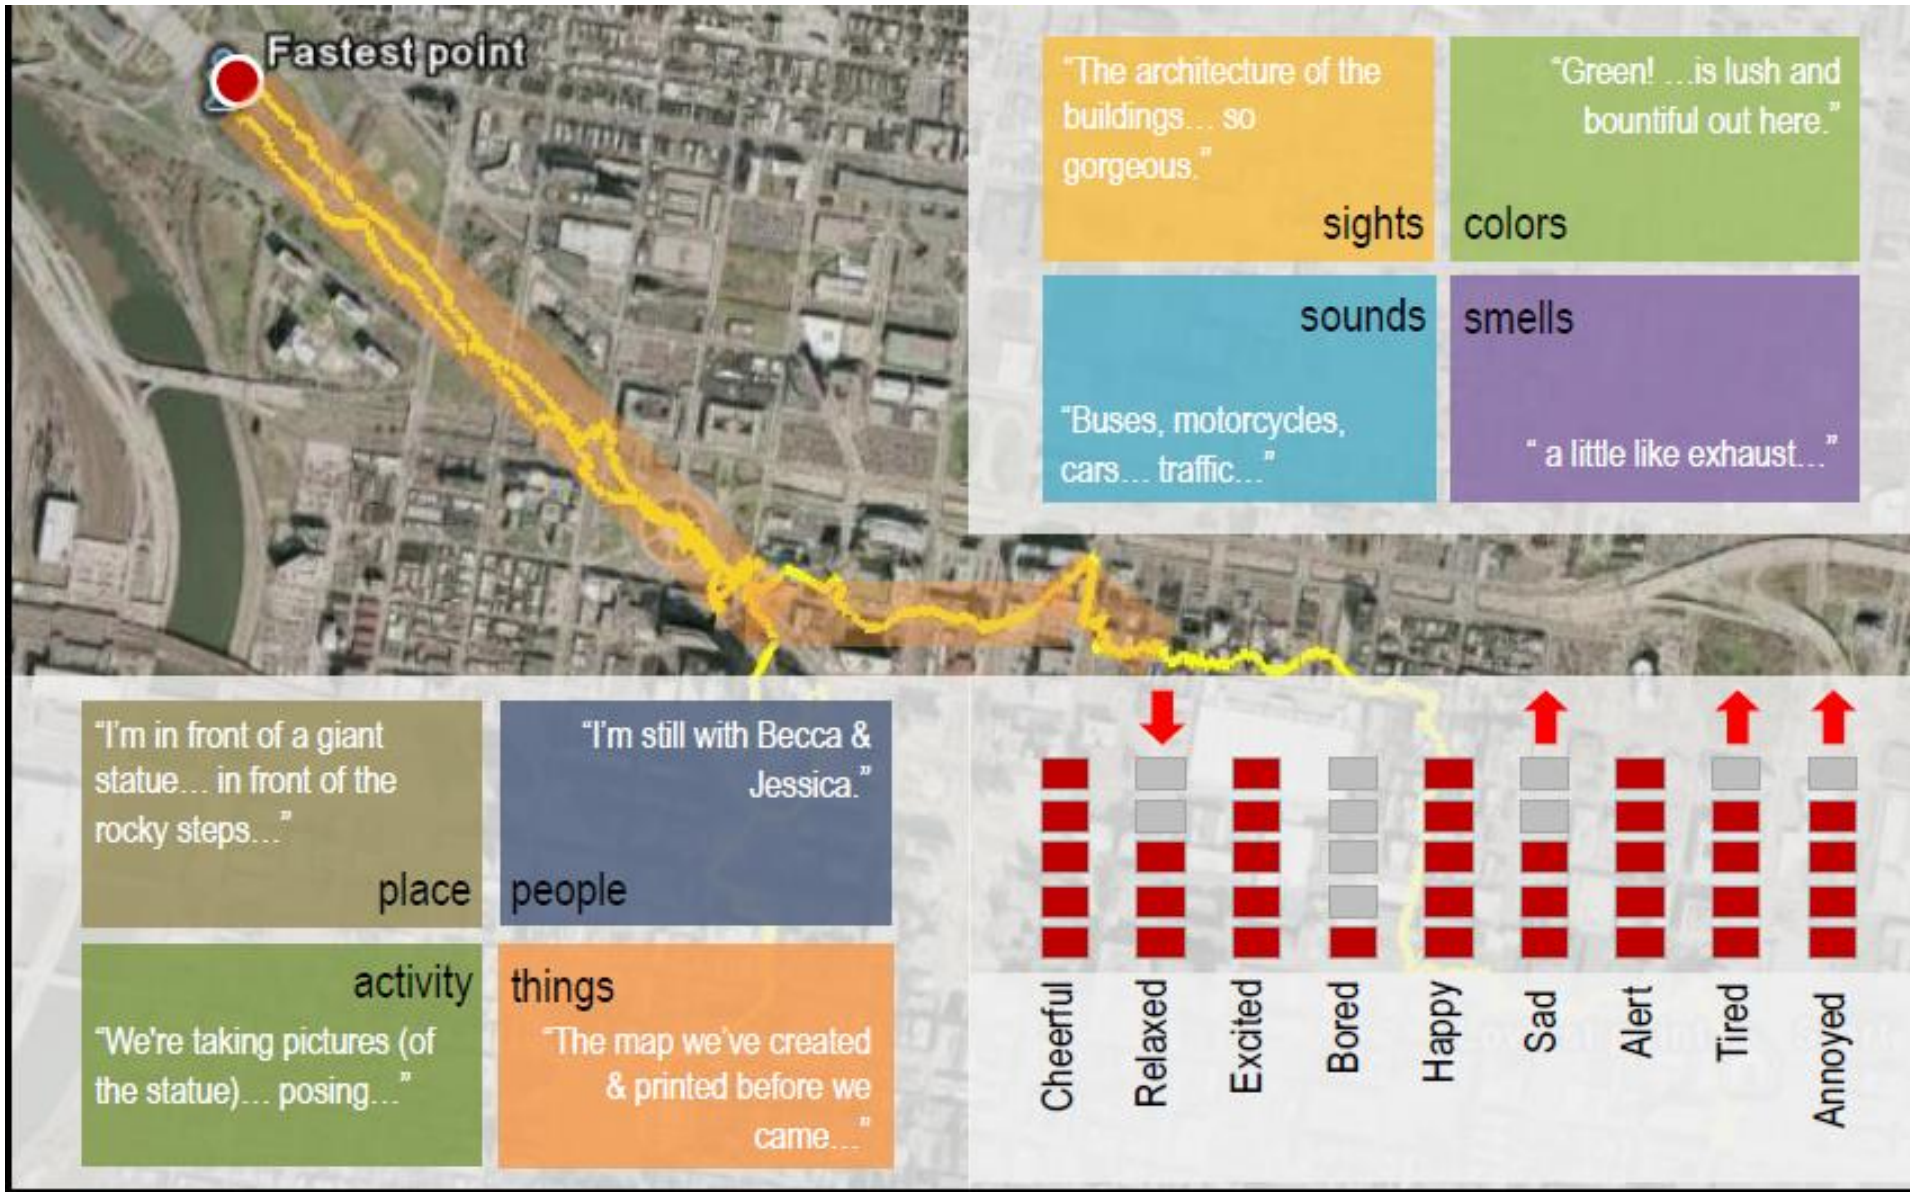 Fastest point
“The architecture of the
buildings... so
gorgeous.”
sights
“Green! ...is lush and
bountiful out here.”
colors
sounds
“Buses, motorcycles,
cars... traffic...”
smells
“ a little like exhaust...”
“I'm in front of a giant
statue... in front of the
rocky steps...”
place
“I'm still with Becca &
Jessica.”
people
activity
“We're taking pictures (of
the statue)... posing...”
things
“The map we've created
& printed before we
came...”
Cheerful
Relaxed
Excited
Bored
Happy
Sad
Alert
Tired
Annoyed